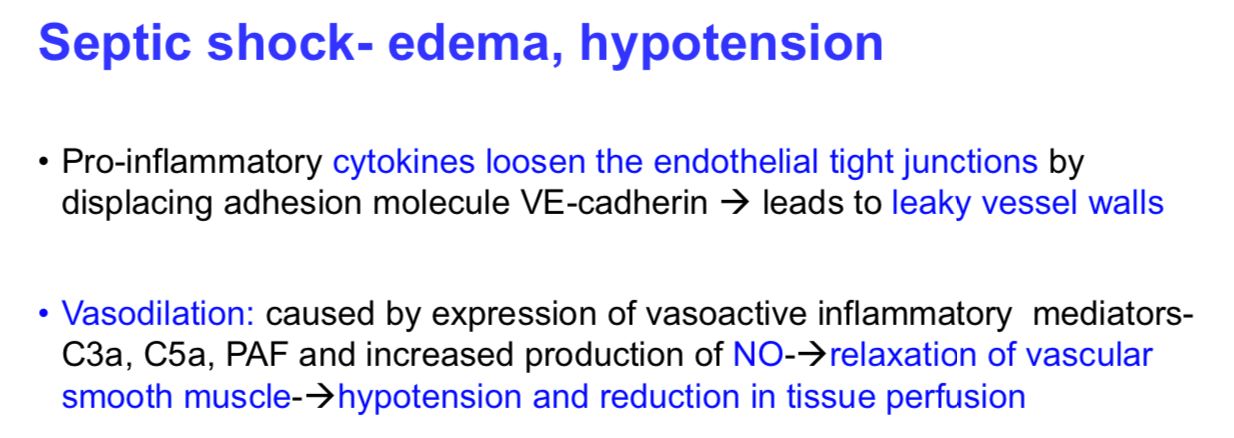 Septic shock- edema, hypotension
• Pro-inflammatory cytokines loosen the endothelial tight junctions by
displacing adhesion molecule VE-cadherin → leads to leaky vessel walls
• Vasodilation: caused by expression of vasoactive inflammatory  mediators-
C3a, C5a, PAF and increased production of NO-→relaxation of vascular
smooth muscle-→hypotension and reduction in tissue perfusion